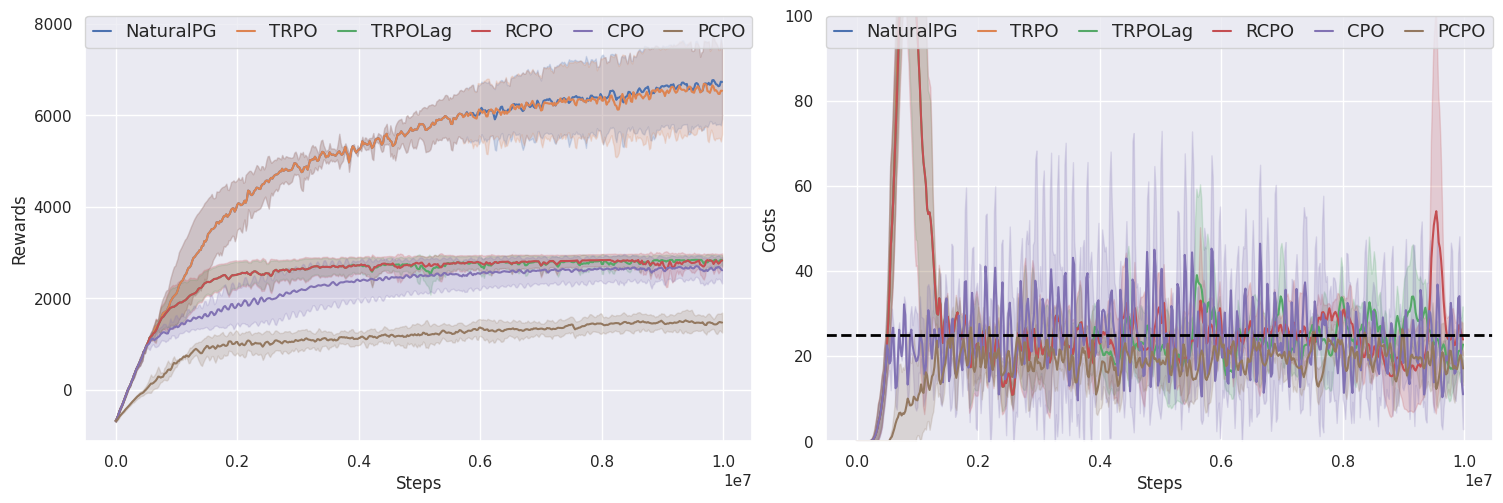 NaturalPG TRPO TRPOLag RCPO CPO PCPO
8000
6000
4000
2000
0
Rewards
0.0 0.2 0.4 0.6 0.8 1.0
1e7
Steps
NaturalPG TRPO TRPOLag RCPO CPO PCPO
100
80
60
40
20
0
Costs
0.0 0.2 0.4 0.6 0.8 1.0
1e7
Steps